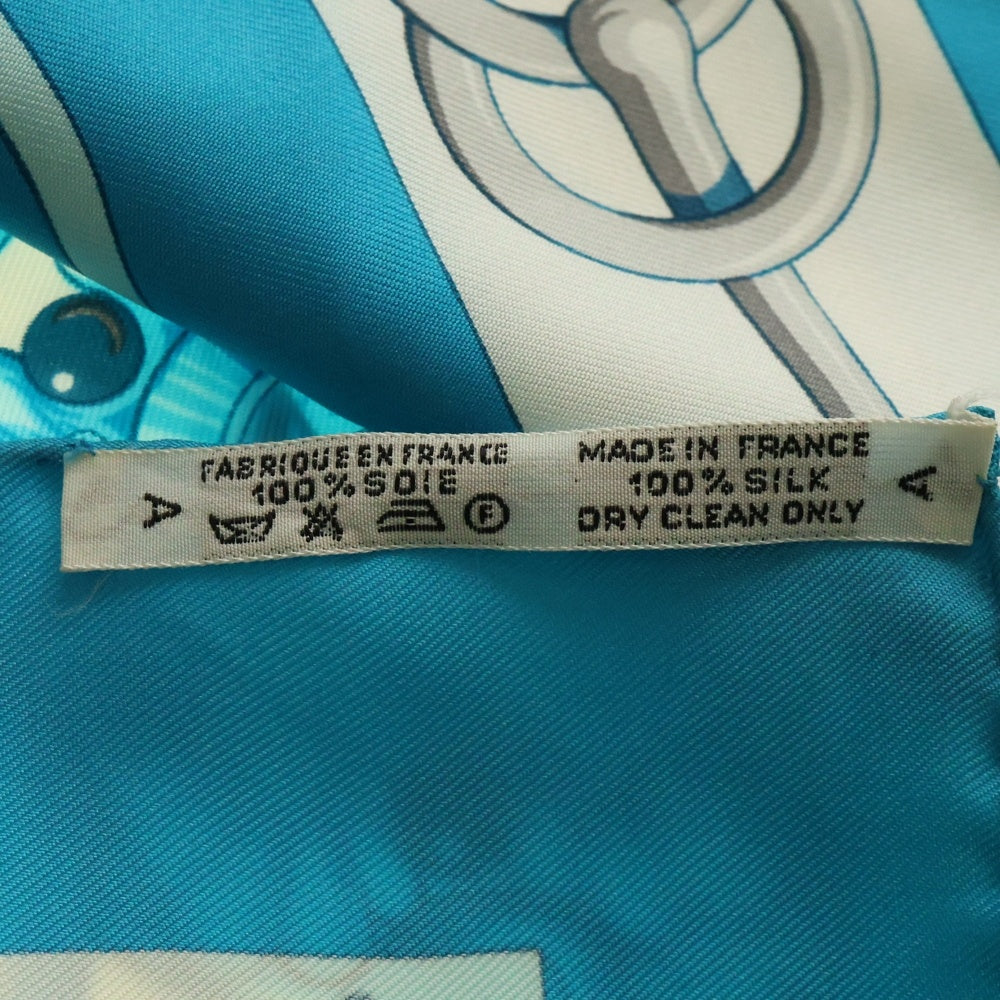 A
FABRIQUE EN FRANCE
100% SOIE
F
MADE IN FRANCE
100% SILK
DRY CLEAN ONLY
A